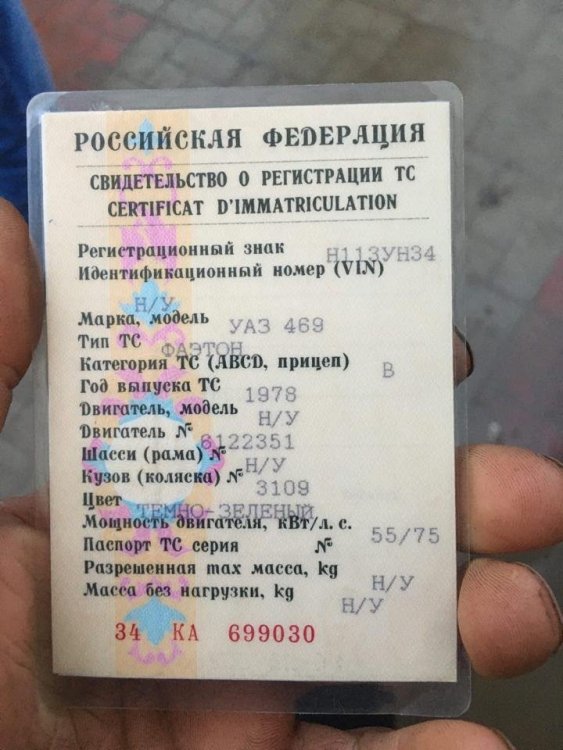 РОССИЙСКАЯ ФЕДЕРАЦИЯ
СВИДЕТЕЛЬСТВО О РЕГИСТРАЦИИ ТС
CERTIFICAT D'IMMATRICULATION
Регистрационный знак Н113УН34
Идентификационный номер (VIN)
Н/У
Марка, модель УАЗ 469
Тип ТС ФАЭТОН
Категория ТС (ABCD, прицеп) В
Год выпуска ТС 1978
Двигатель, модель Н/У
Двигатель № 6122351
Шасси (рама) № Н/У
Кузов (коляска) № 3109
Цвет ТЕМНО-ЗЕЛЕНЫЙ
Мощность двигателя, кВт/л. с. 55/75
Паспорт ТС серия №
Разрешенная max масса, kg Н/У
Масса без нагрузки, kg Н/У
34 КА 699030